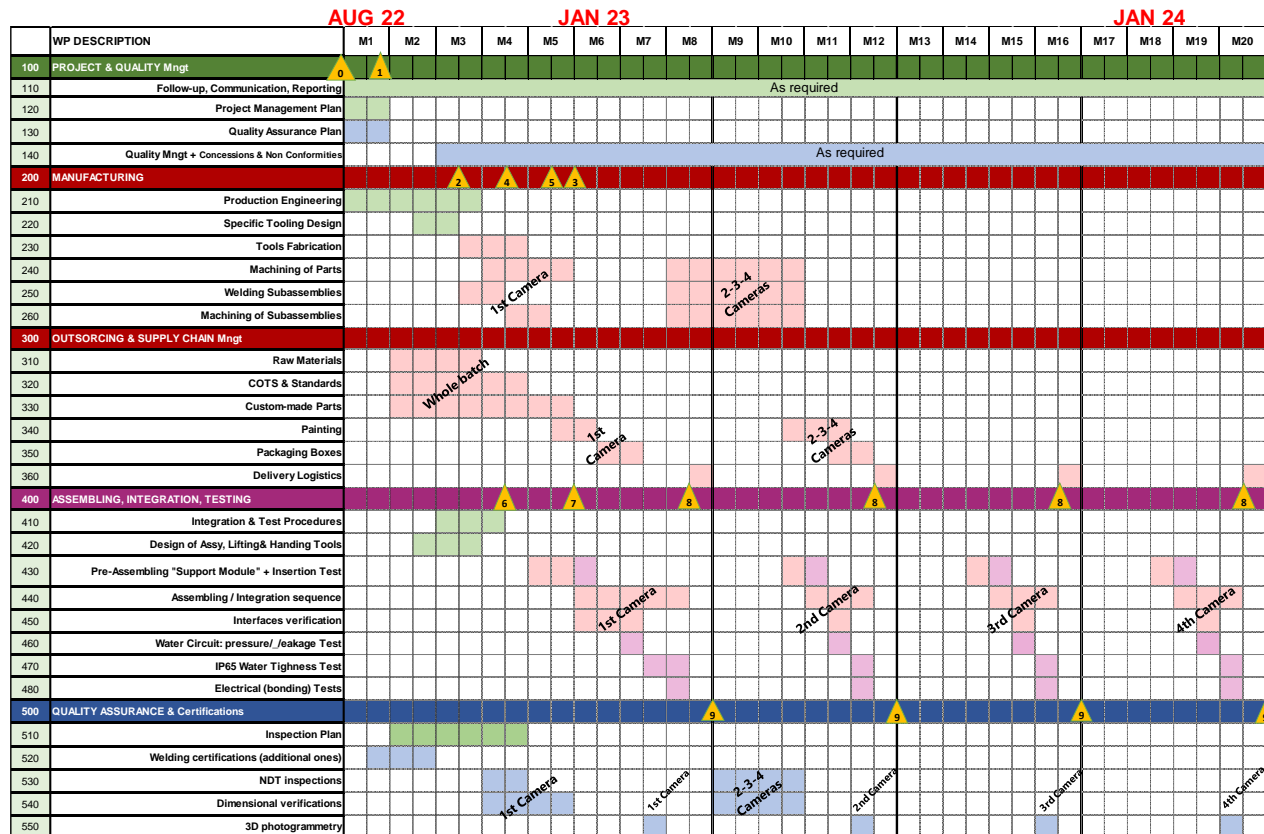 AUG 22 JAN 23 JAN 24
WP DESCRIPTION M1 M2 M3 M4 M5 M6 M7 M8 M9 M10 M11 M12 M13 M14 M15 M16 M17 M18 M19 M20
100 PROJECT & QUALITY Mngt 0 1
110 Follow-up, Communication, Reporting As required
120 Project Management Plan
130 Quality Assurance Plan
140 Quality Mngt + Concessions & Non Conformities As required
200 MANUFACTURING 2 4 5 3
210 Production Engineering
220 Specific Tooling Design
230 Tools Fabrication
240 Machining of Parts
250 Welding Subassemblies
260 Machining of Subassemblies
1st Camera
2-3-4
Cameras
300 OUTSORCING & SUPPLY CHAIN Mngt
310 Raw Materials
320 COTS & Standards
330 Custom-made Parts
Whole batch
340 Painting
350 Packaging Boxes
1st
Camera
2-3-4
Cameras
360 Delivery Logistics
400 ASSEMBLING, INTEGRATION, TESTING 6 7 8 8 8 8
410 Integration & Test Procedures
420 Design of Assy, Lifting& Handing Tools
430 Pre-Assembling "Support Module" + Insertion Test
440 Assembling / Integration sequence
450 Interfaces verification
1st Camera 2nd Camera 3rd Camera 4th Camera
460 Water Circuit: pressure/_/eakage Test
470 IP65 Water Tighness Test
480 Electrical (bonding) Tests
500 QUALITY ASSURANCE & Certifications 9 9 9
510 Inspection Plan
520 Welding certifications (additional ones)
530 NDT inspections
540 Dimensional verifications
1st Camera 1st Camera
2-3-4
Cameras
2nd Camera 3rd Camera 4th Camera
550 3D photogrammetry